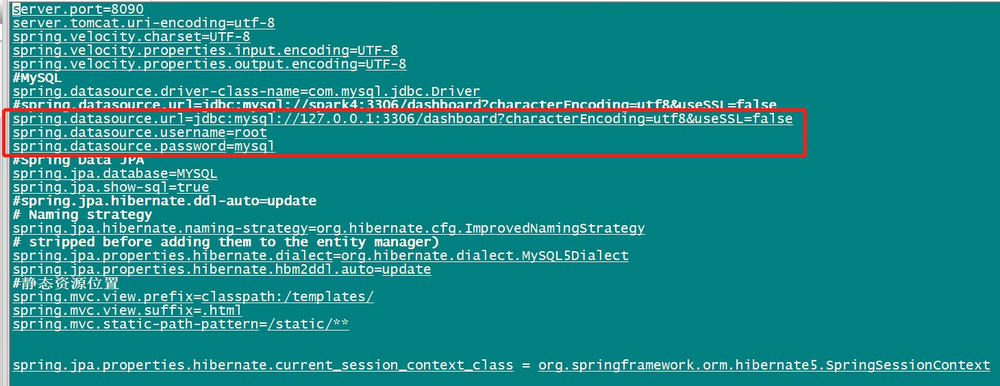 server.port=8090
server.tomcat.uri-encoding=utf-8
spring.velocity.charset=UTF-8
spring.velocity.properties.input.encoding=UTF-8
spring.velocity.properties.output.encoding=UTF-8
#MySQL
spring.datasource.driver-class-name=com.mysql.jdbc.Driver
#spring.datasource.url=jdbc:mysql://spark4:3306/dashboard?characterEncoding=utf8&useSSL=false
spring.datasource.url=jdbc:mysql://127.0.0.1:3306/dashboard?characterEncoding=utf8&useSSL=false
spring.datasource.username=root
spring.datasource.password=mysql
#Spring Data JPA
spring.jpa.database=MYSQL
spring.jpa.show-sql=true
#spring.jpa.hibernate.ddl-auto=update
# Naming strategy
spring.jpa.hibernate.naming-strategy=org.hibernate.cfg.ImprovedNamingStrategy
# stripped before adding them to the entity manager)
spring.jpa.properties.hibernate.dialect=org.hibernate.dialect.MySQL5Dialect
spring.jpa.properties.hibernate.hbm2ddl.auto=update
#静态资源位置
spring.mvc.view.prefix=classpath:/templates/
spring.mvc.view.suffix=.html
spring.mvc.static-path-pattern=/static/**
spring.jpa.properties.hibernate.current_session_context_class = org.springframework.orm.hibernate5.SpringSessionContext